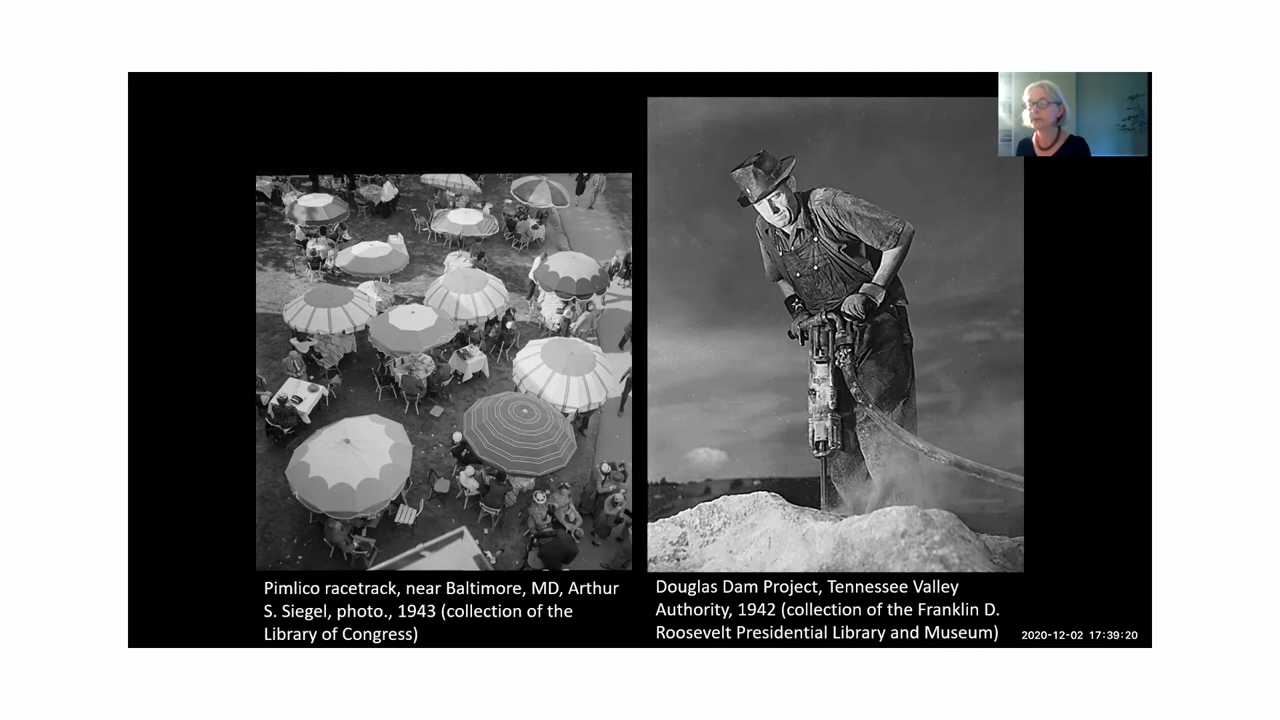 Pimlico racetrack, near Baltimore, MD, Arthur
S. Siegel, photo., 1943 (collection of the
Library of Congress)
Douglas Dam Project, Tennessee Valley
Authority, 1942 (collection of the Franklin D.
Roosevelt Presidential Library and Museum)
2020-12-02 17:39:20